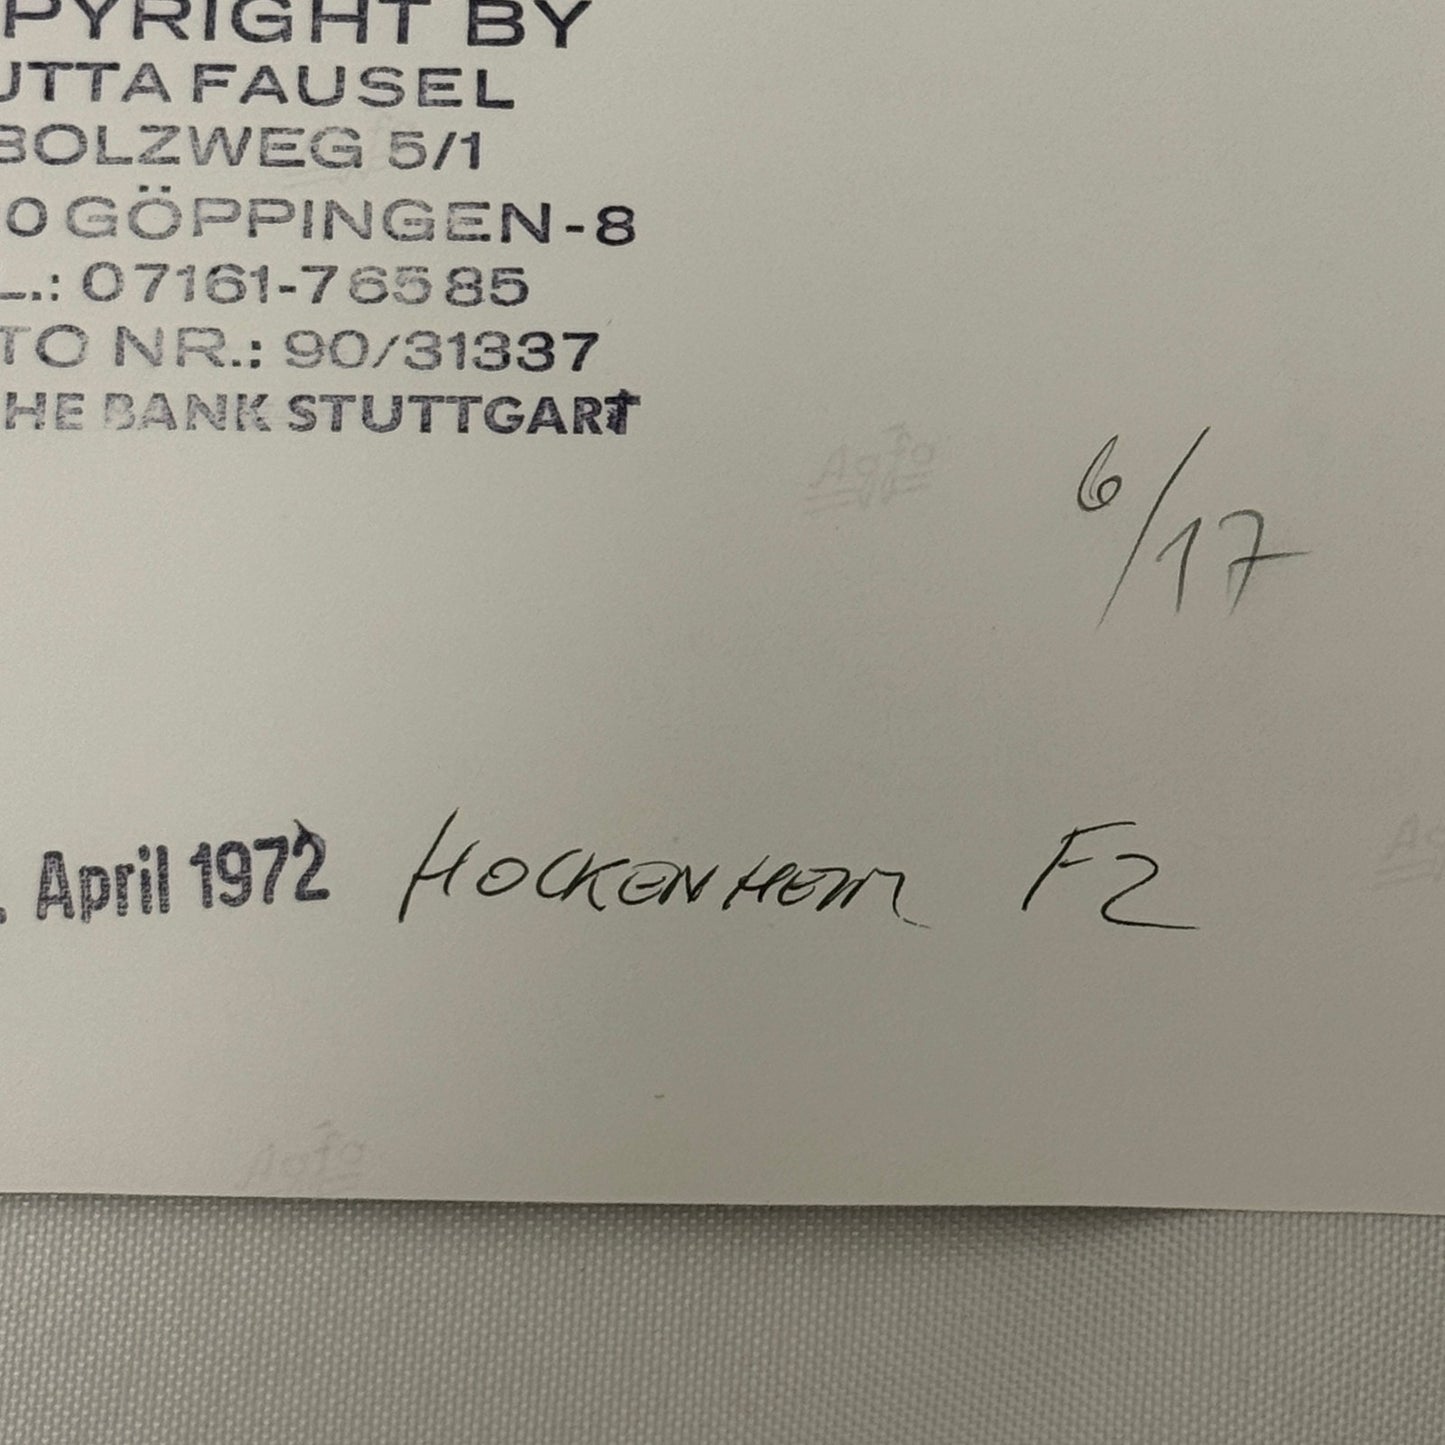 PYRIGHT BY
UTTA FAUSEL
BOLZWEG 5/1
0 GÖPPINGEN-8
L.: 07161-76585
TO NR.: 90/31337
HE BANK STUTTGART
6/17
. April 1972 HOCKENHEIM F2